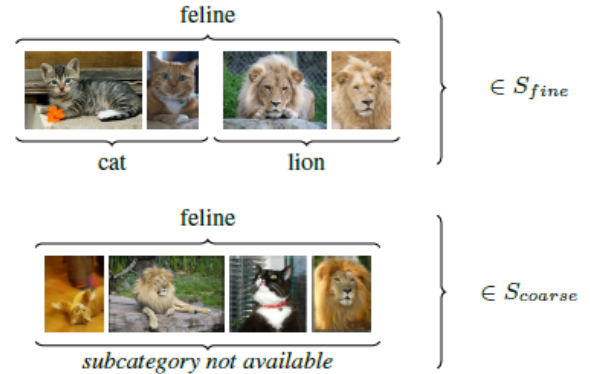 feline
∈ S_fine
cat lion
feline
∈ S_coarse
subcategory not available